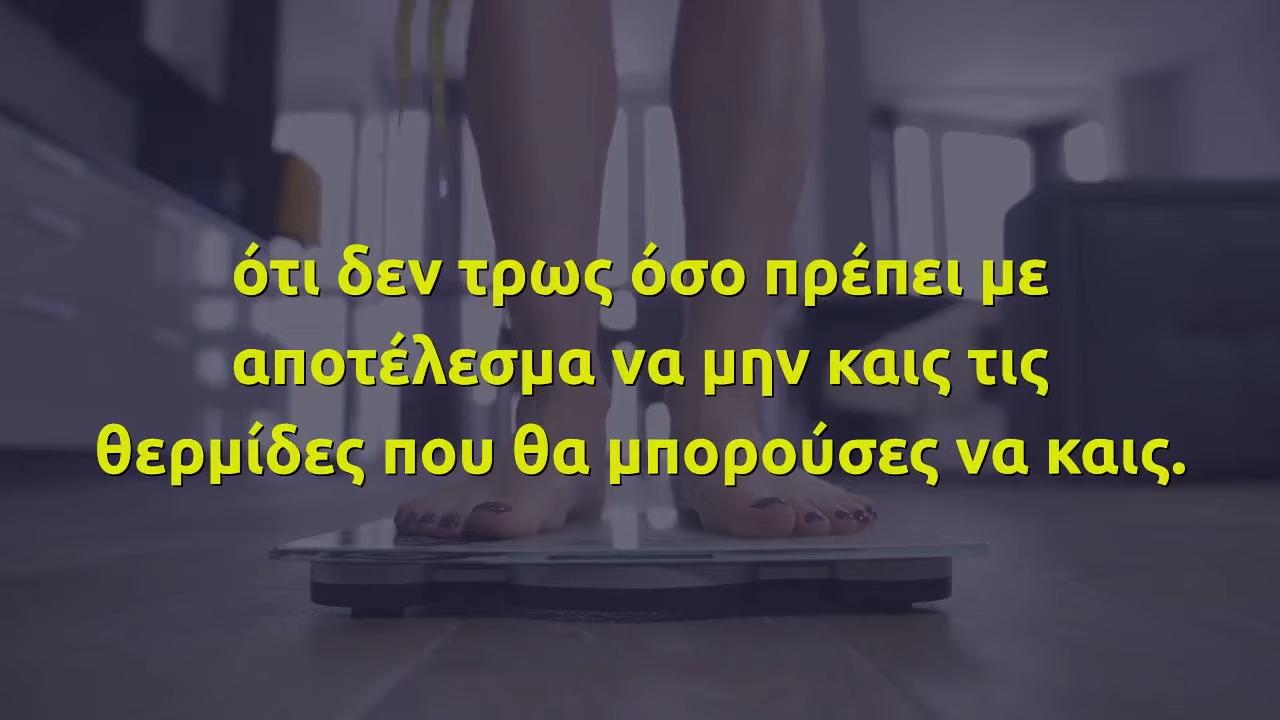 ότι δεν τρως όσο πρέπει με
αποτέλεσμα να μην καις τις
θερμίδες που θα μπορούσες να καις.